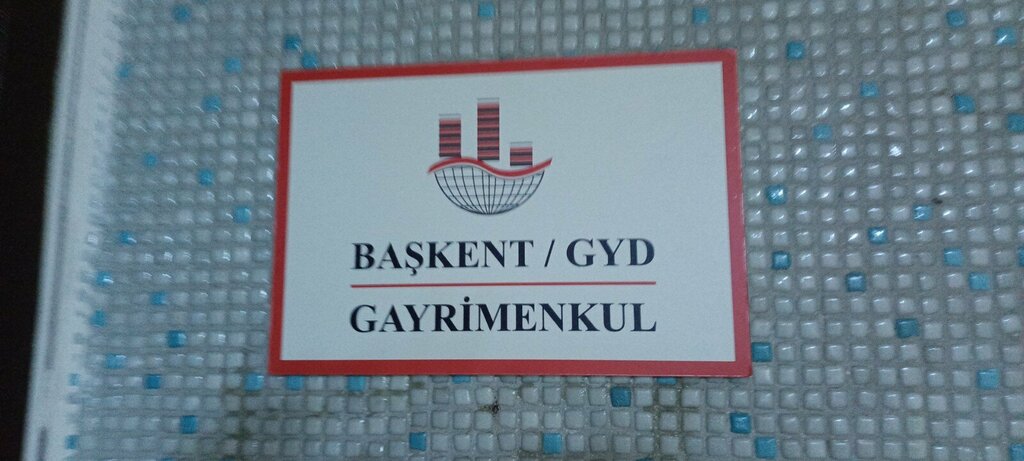 BAŞKENT / GYD
GAYRİMENKUL